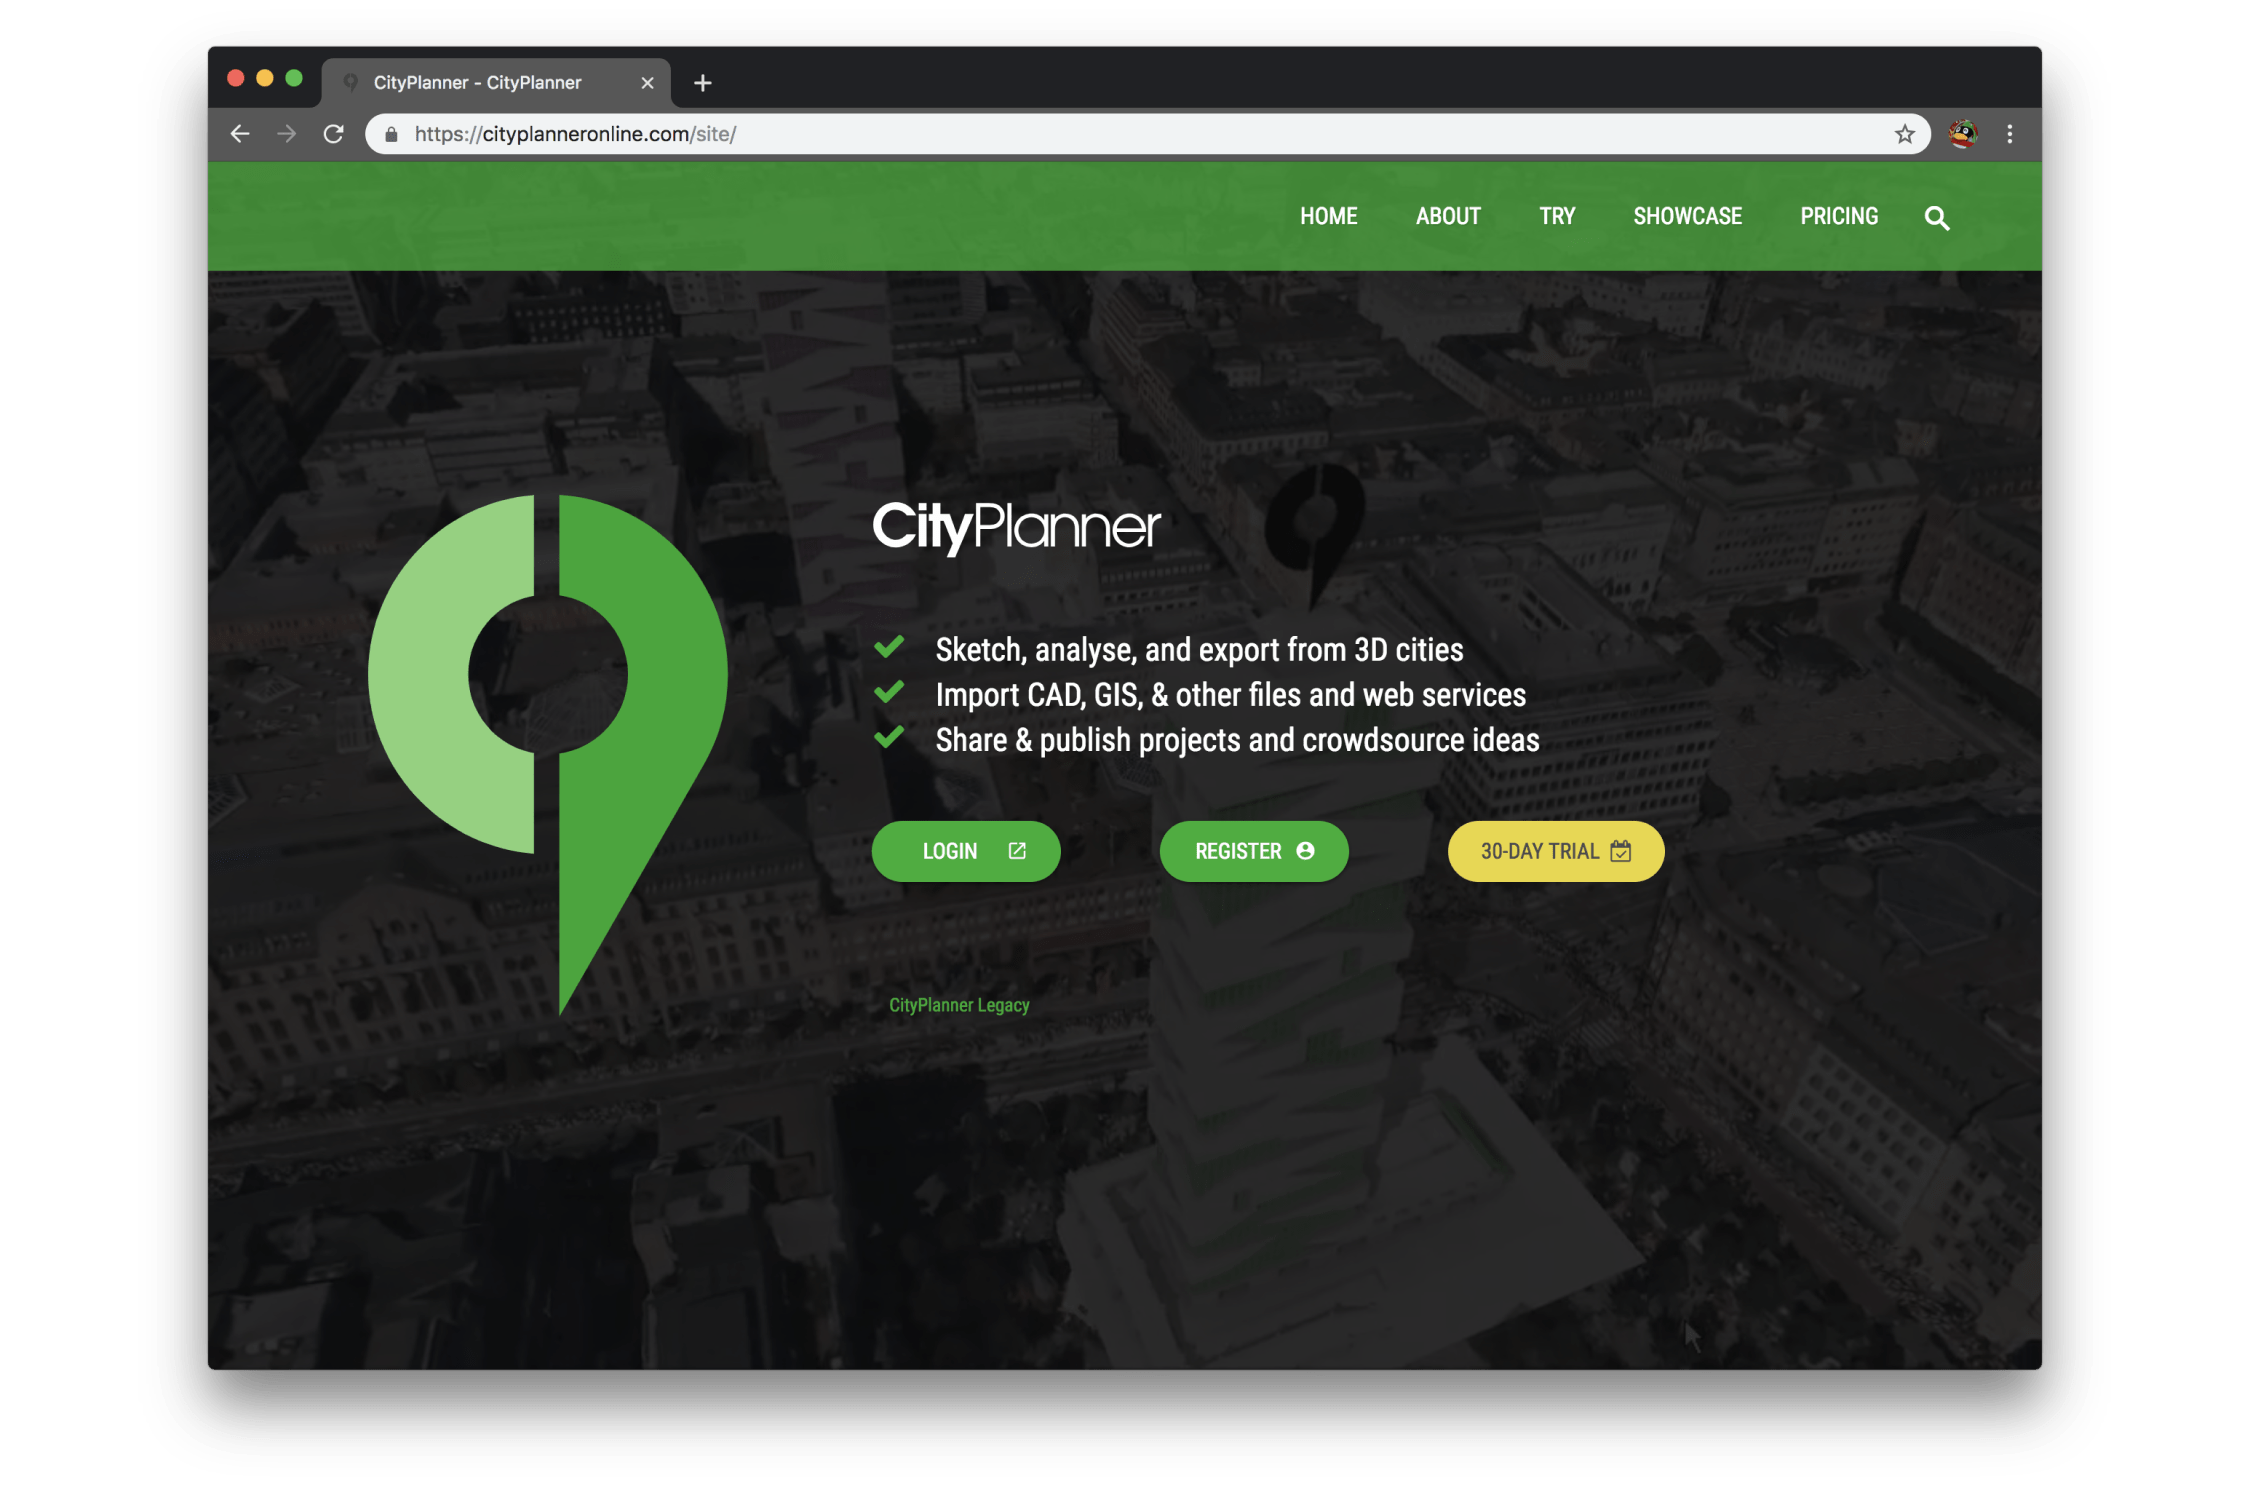 CityPlanner - CityPlanner
https://cityplanneronline.com/site/
HOME ABOUT TRY SHOWCASE PRICING
CityPlanner
Sketch, analyse, and export from 3D cities
Import CAD, GIS, & other files and web services
Share & publish projects and crowdsource ideas
LOGIN REGISTER 30-DAY TRIAL
CityPlanner Legacy